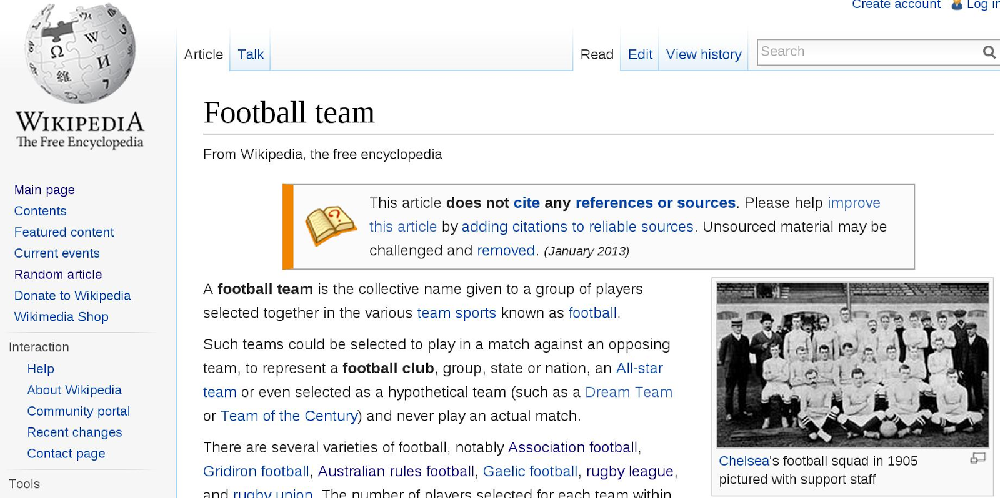 Create account Log in
Article Talk Read Edit View history Search
WIKIPEDIA
The Free Encyclopedia
Main page
Contents
Featured content
Current events
Random article
Donate to Wikipedia
Wikimedia Shop
Interaction
Help
About Wikipedia
Community portal
Recent changes
Contact page
Tools
Football team
From Wikipedia, the free encyclopedia
This article does not cite any references or sources. Please help improve
this article by adding citations to reliable sources. Unsourced material may be
challenged and removed. (January 2013)
A football team is the collective name given to a group of players
selected together in the various team sports known as football.
Such teams could be selected to play in a match against an opposing
team, to represent a football club, group, state or nation, an All-star
team or even selected as a hypothetical team (such as a Dream Team
or Team of the Century) and never play an actual match.
There are several varieties of football, notably Association football,
Gridiron football, Australian rules football, Gaelic football, rugby league,
and rugby union. The number of players selected for each team within
Chelsea's football squad in 1905
pictured with support staff